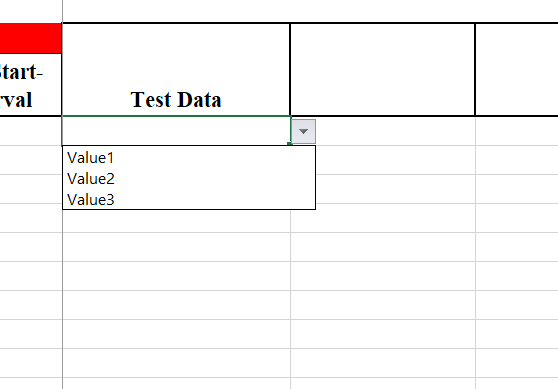 Start-
rval
Test Data
Value1
Value2
Value3